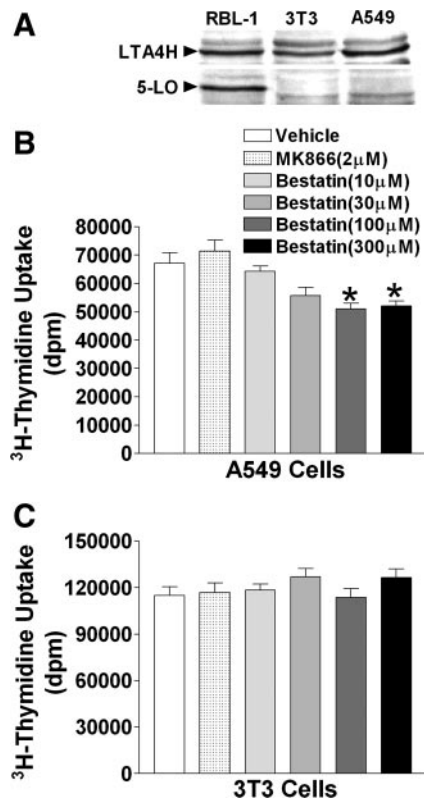 A
RBL-1 3T3 A549
LTA4H
5-LO
B
Vehicle
MK866(2µM)
Bestatin(10µM)
Bestatin(30µM)
Bestatin(100µM)
Bestatin(300µM)
80000
70000
60000
50000
40000
30000
20000
10000
0
³H-Thymidine Uptake
(dpm)
* *
A549 Cells
C
150000
120000
90000
60000
30000
0
³H-Thymidine Uptake
(dpm)
3T3 Cells